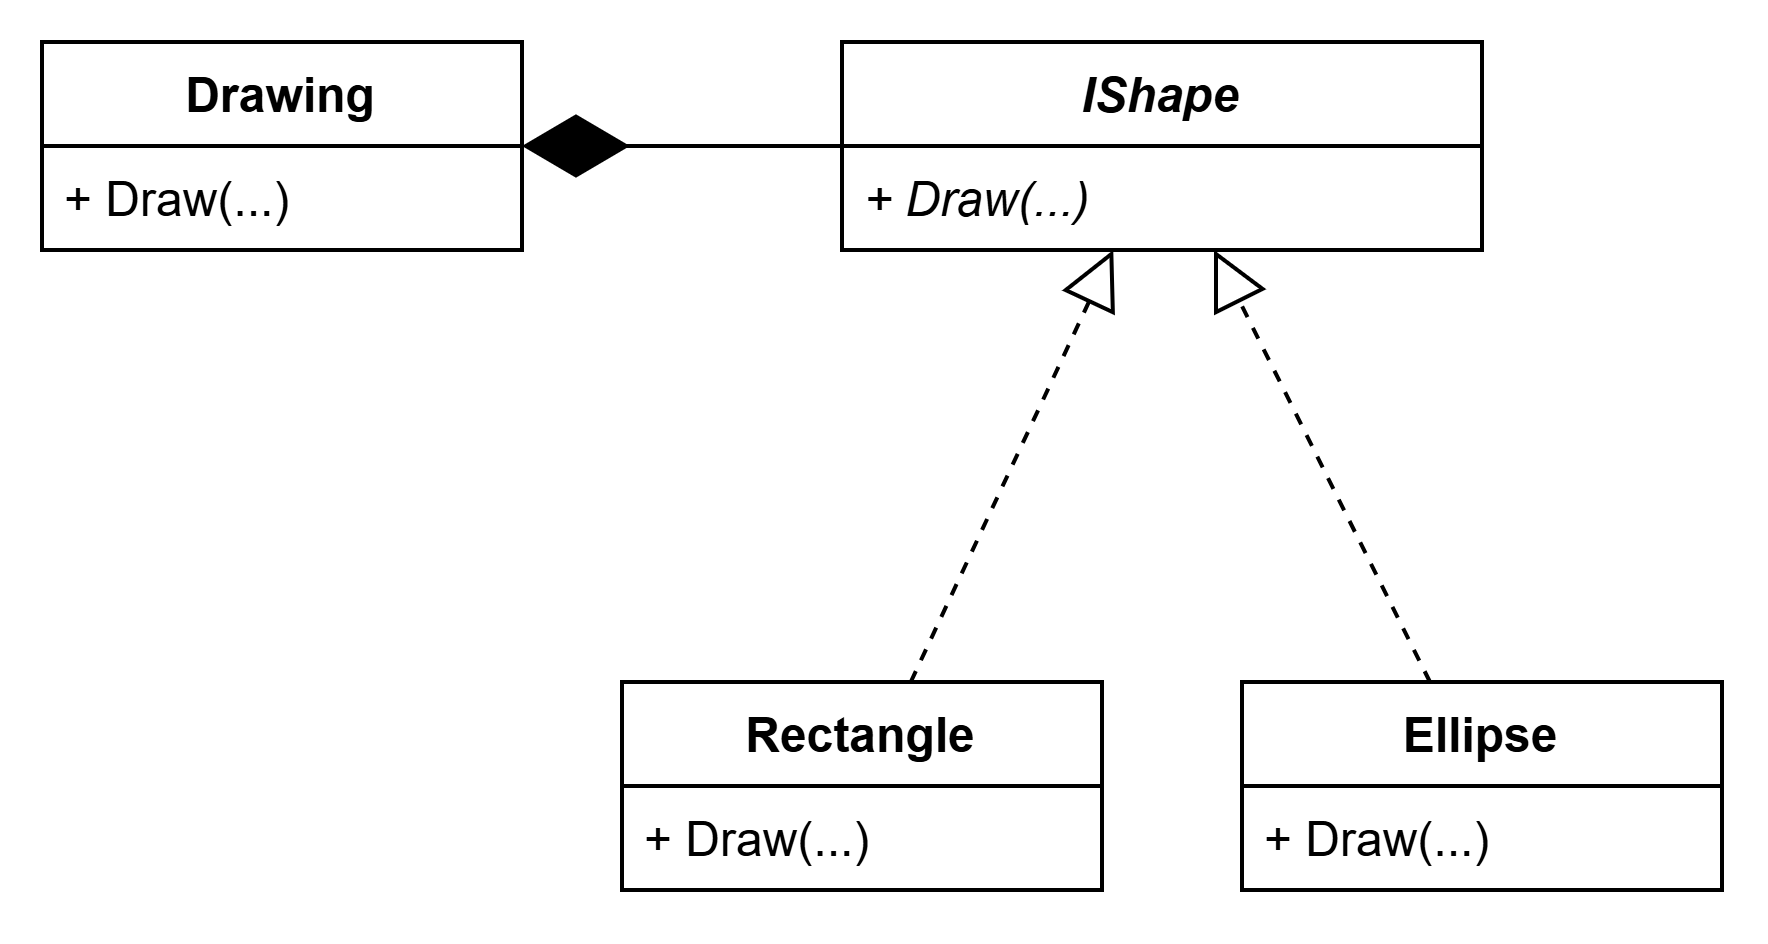 Drawing
+ Draw(...)
IShape
+ Draw(...)
Rectangle
+ Draw(...)
Ellipse
+ Draw(...)